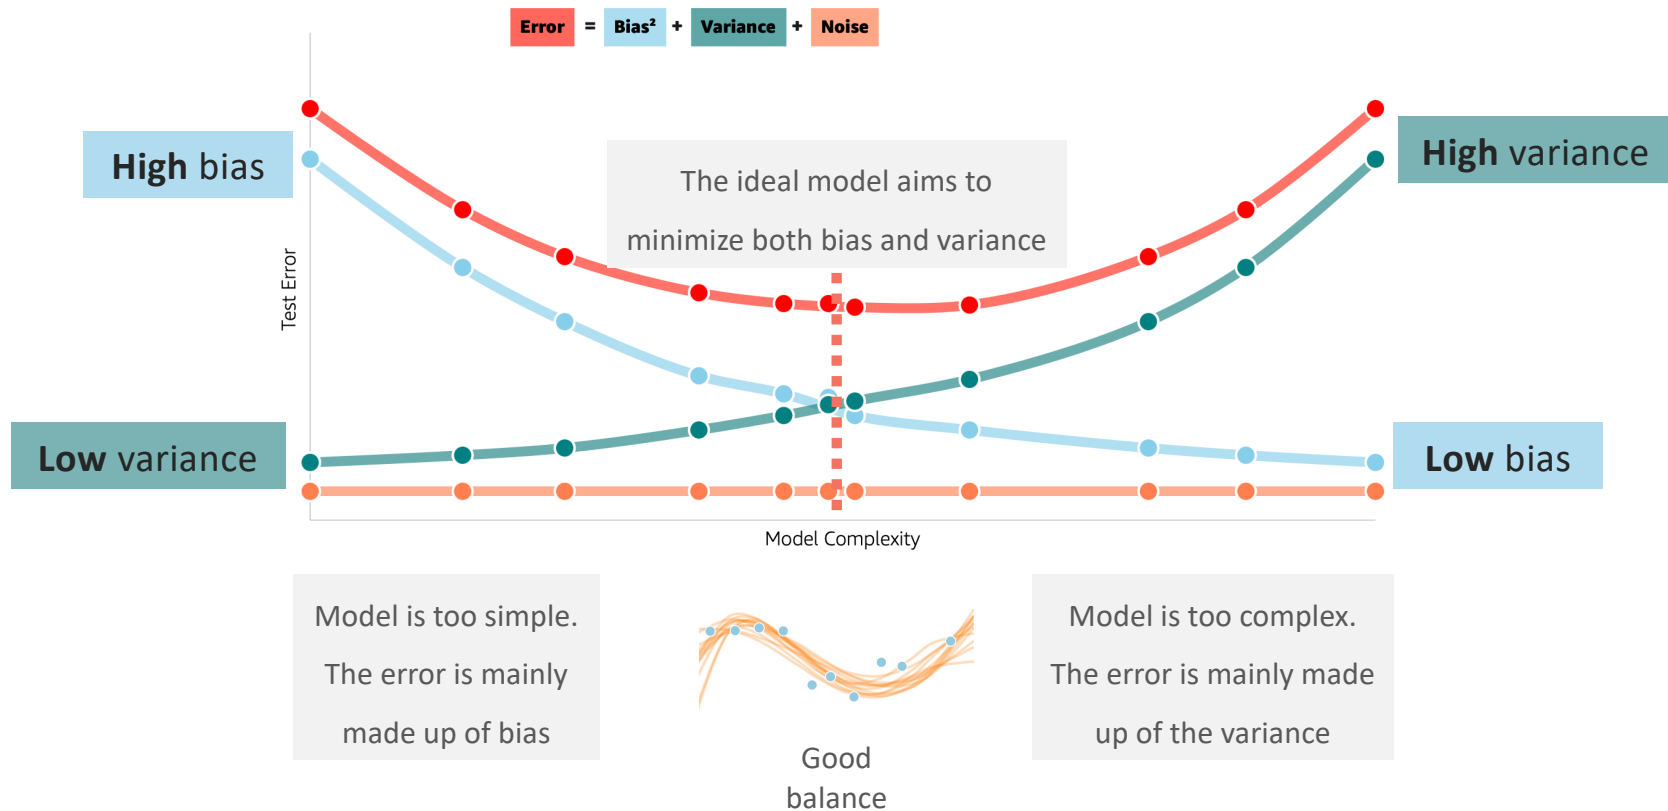 Error = Bias² + Variance + Noise
High bias
High variance
The ideal model aims to
minimize both bias and variance
Test Error
Low variance
Low bias
Model Complexity
Model is too simple.
The error is mainly
made up of bias
Good
balance
Model is too complex.
The error is mainly made
up of the variance